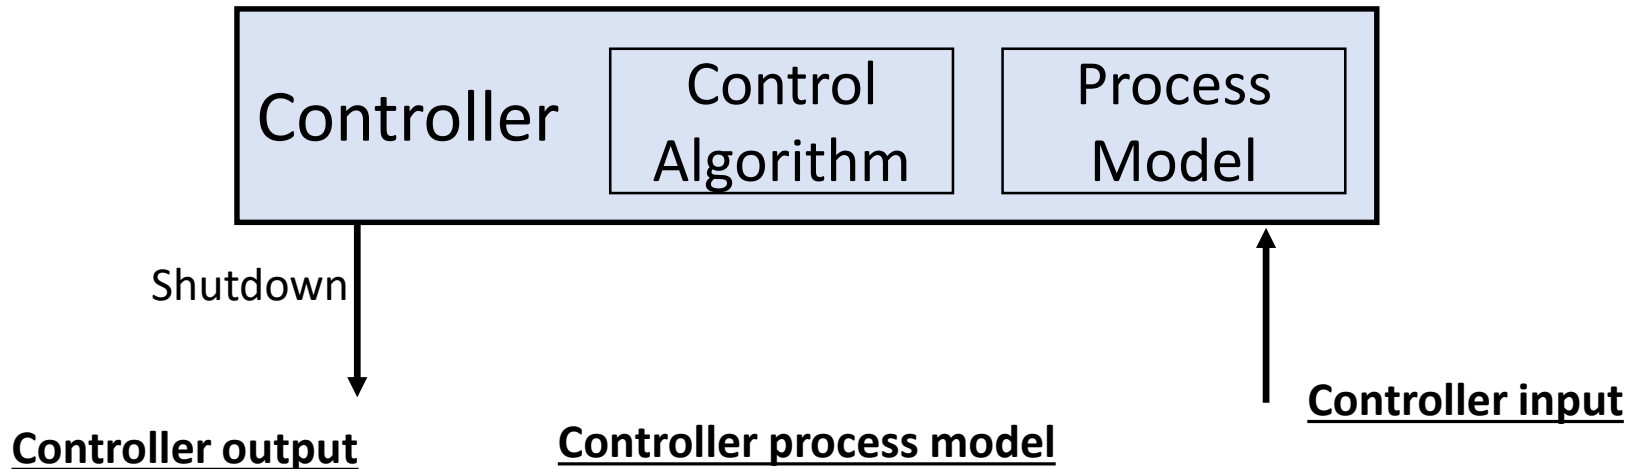 Controller
Control
Algorithm
Process
Model
Shutdown
Controller input
Controller output
Controller process model